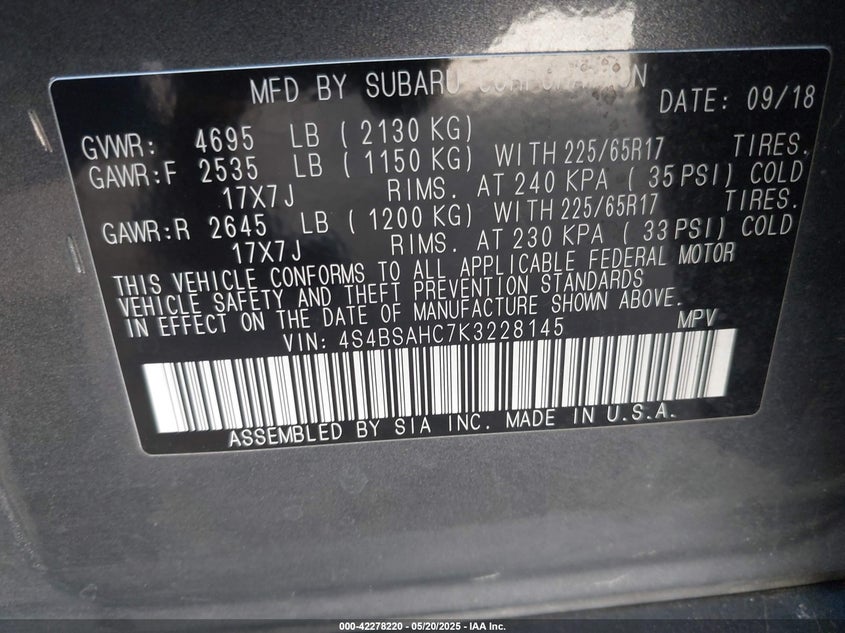 MFD BY SUBARU CORPORATION DATE: 09/18
GVWR: 4695 LB ( 2130 KG)
GAWR:F 2535 LB ( 1150 KG) WITH 225/65R17 TIRES.
17X7J RIMS. AT 240 KPA ( 35 PSI) COLD
GAWR:R 2645 LB ( 1200 KG) WITH 225/65R17 TIRES.
17X7J RIMS. AT 230 KPA ( 33 PSI) COLD
THIS VEHICLE CONFORMS TO ALL APPLICABLE FEDERAL MOTOR
VEHICLE SAFETY AND THEFT PREVENTION STANDARDS
IN EFFECT ON THE DATE OF MANUFACTURE SHOWN ABOVE.
VIN: 4S4BSAHC7K3228145 MPV
ASSEMBLED BY SIA INC. MADE IN U.S.A.
000-42278220 — 05/20/2025 — IAA Inc.